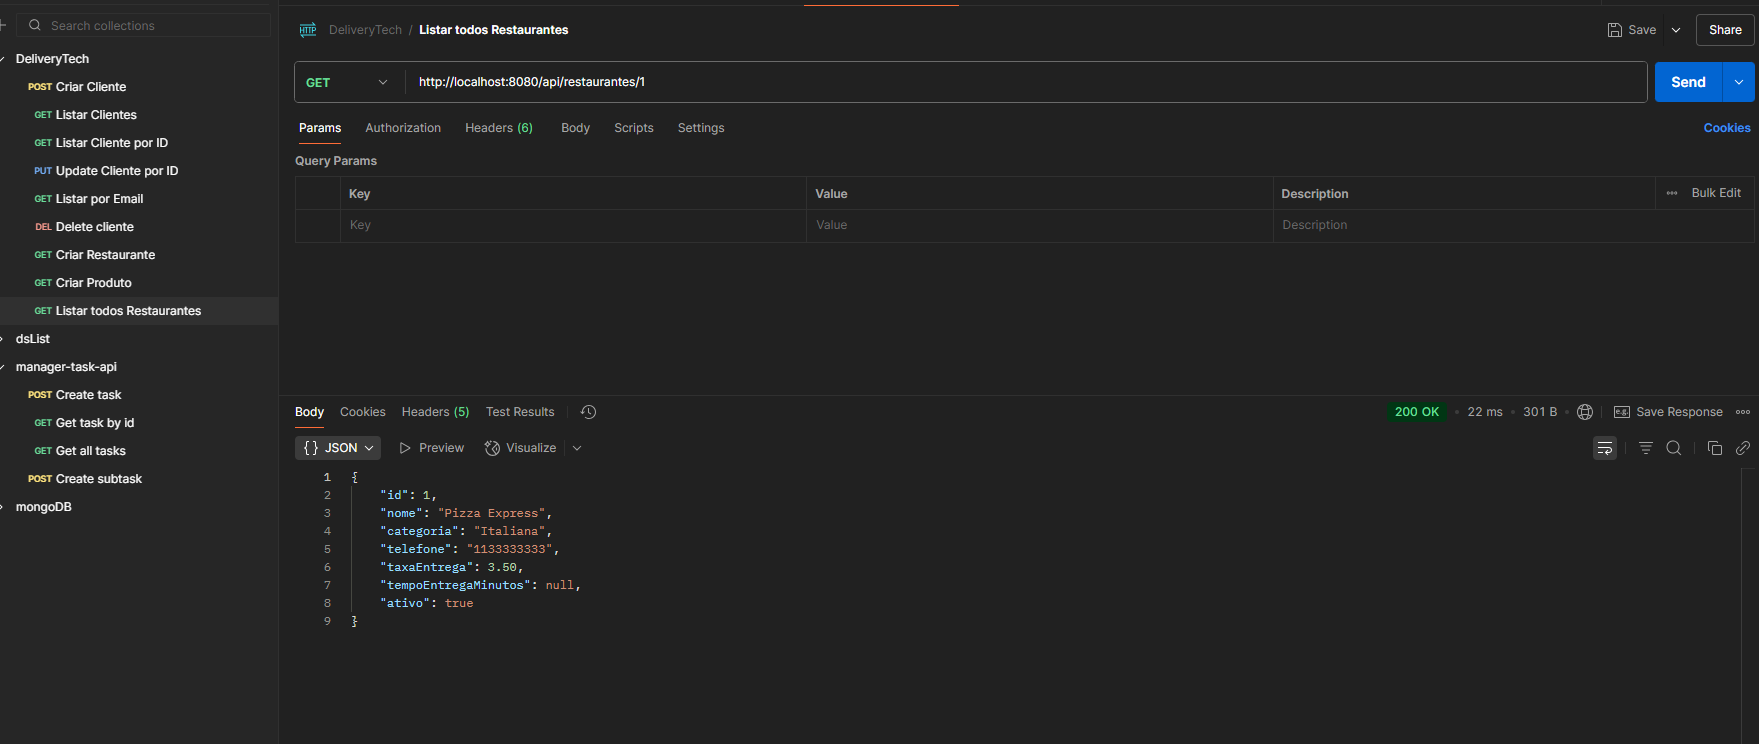 Search collections
DeliveryTech
POST Criar Cliente
GET Listar Clientes
GET Listar Cliente por ID
PUT Update Cliente por ID
GET Listar por Email
DEL Delete cliente
GET Criar Restaurante
GET Criar Produto
GET Listar todos Restaurantes
dsList
manager-task-api
POST Create task
GET Get task by id
GET Get all tasks
POST Create subtask
mongoDB
HTTP DeliveryTech / Listar todos Restaurantes
Save Share
GET http://localhost:8080/api/restaurantes/1 Send
Params Authorization Headers (6) Body Scripts Settings Cookies
Query Params
Key Value Description Bulk Edit
Key Value Description
Body Cookies Headers (5) Test Results 200 OK • 22 ms • 301 B • e.g. Save Response
{} JSON Preview Visualize
1 {
2 "id": 1,
3 "nome": "Pizza Express",
4 "categoria": "Italiana",
5 "telefone": "1133333333",
6 "taxaEntrega": 3.50,
7 "tempoEntregaMinutos": null,
8 "ativo": true
9 }